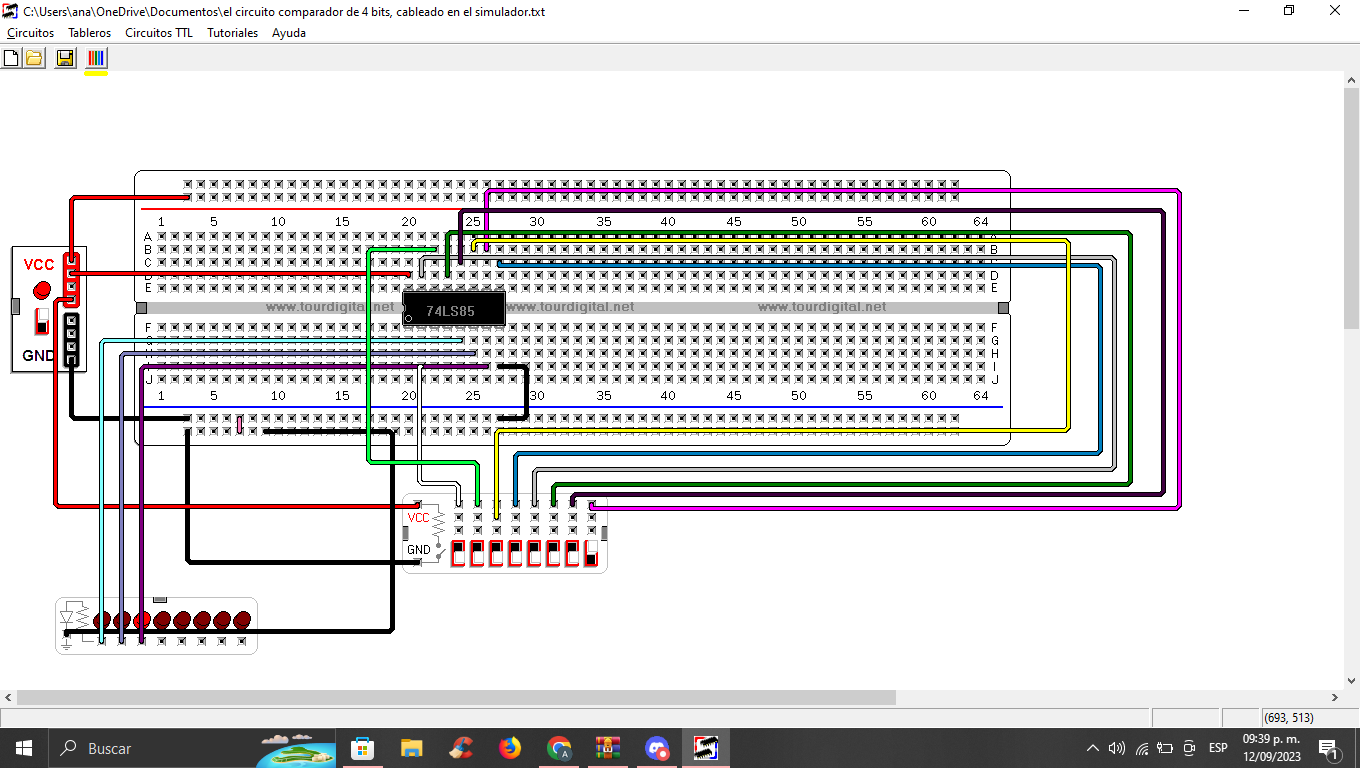 C:\Users\ana\OneDrive\Documentos\el circuito comparador de 4 bits, cableado en el simulador.txt
Circuitos Tableros Circuitos TTL Tutoriales Ayuda
1 5 10 15 20 25 30 35 40 45 50 55 60 64
A
B B
C
D D
E E
VCC
GND
www.tourdigital.net www.tourdigital.net www.tourdigital.net
74LS85
F F
G
H
I
J J
1 5 10 15 20 25 30 35 40 45 50 55 60 64
VCC
GND
(693, 513)
Buscar
ESP
09:39 p. m.
12/09/2023
1